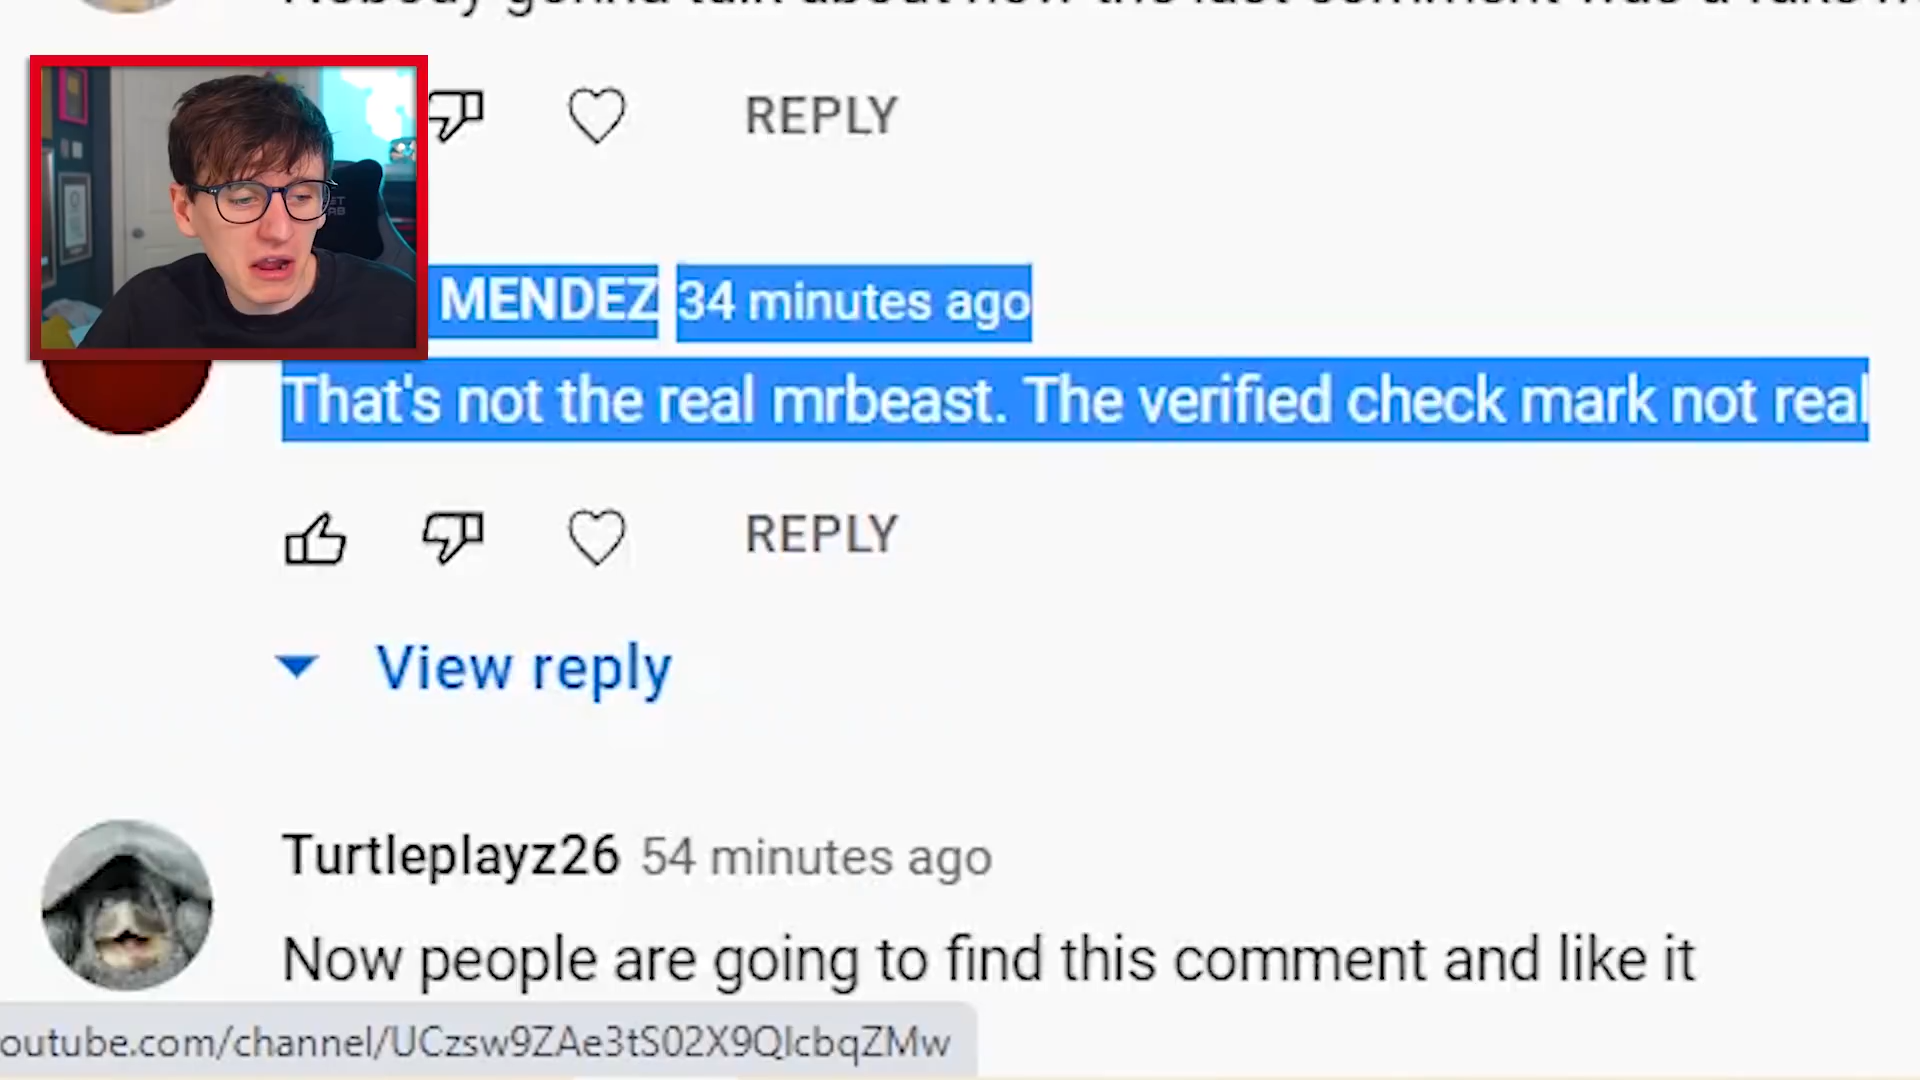 REPLY
MENDEZ 34 minutes ago
That's not the real mrbeast. The verified check mark not real
REPLY
View reply
Turtleplayz26 54 minutes ago
Now people are going to find this comment and like it
outube.com/channel/UCzsw9ZAe3tS02X9QIcbqZMw